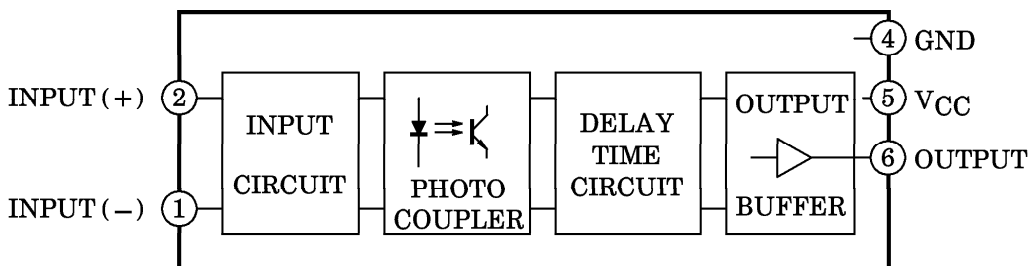 4 GND
INPUT(+) 2
5 VCC
INPUT
CIRCUIT
PHOTO
COUPLER
DELAY
TIME
CIRCUIT
OUTPUT
BUFFER
6 OUTPUT
INPUT(−) 1